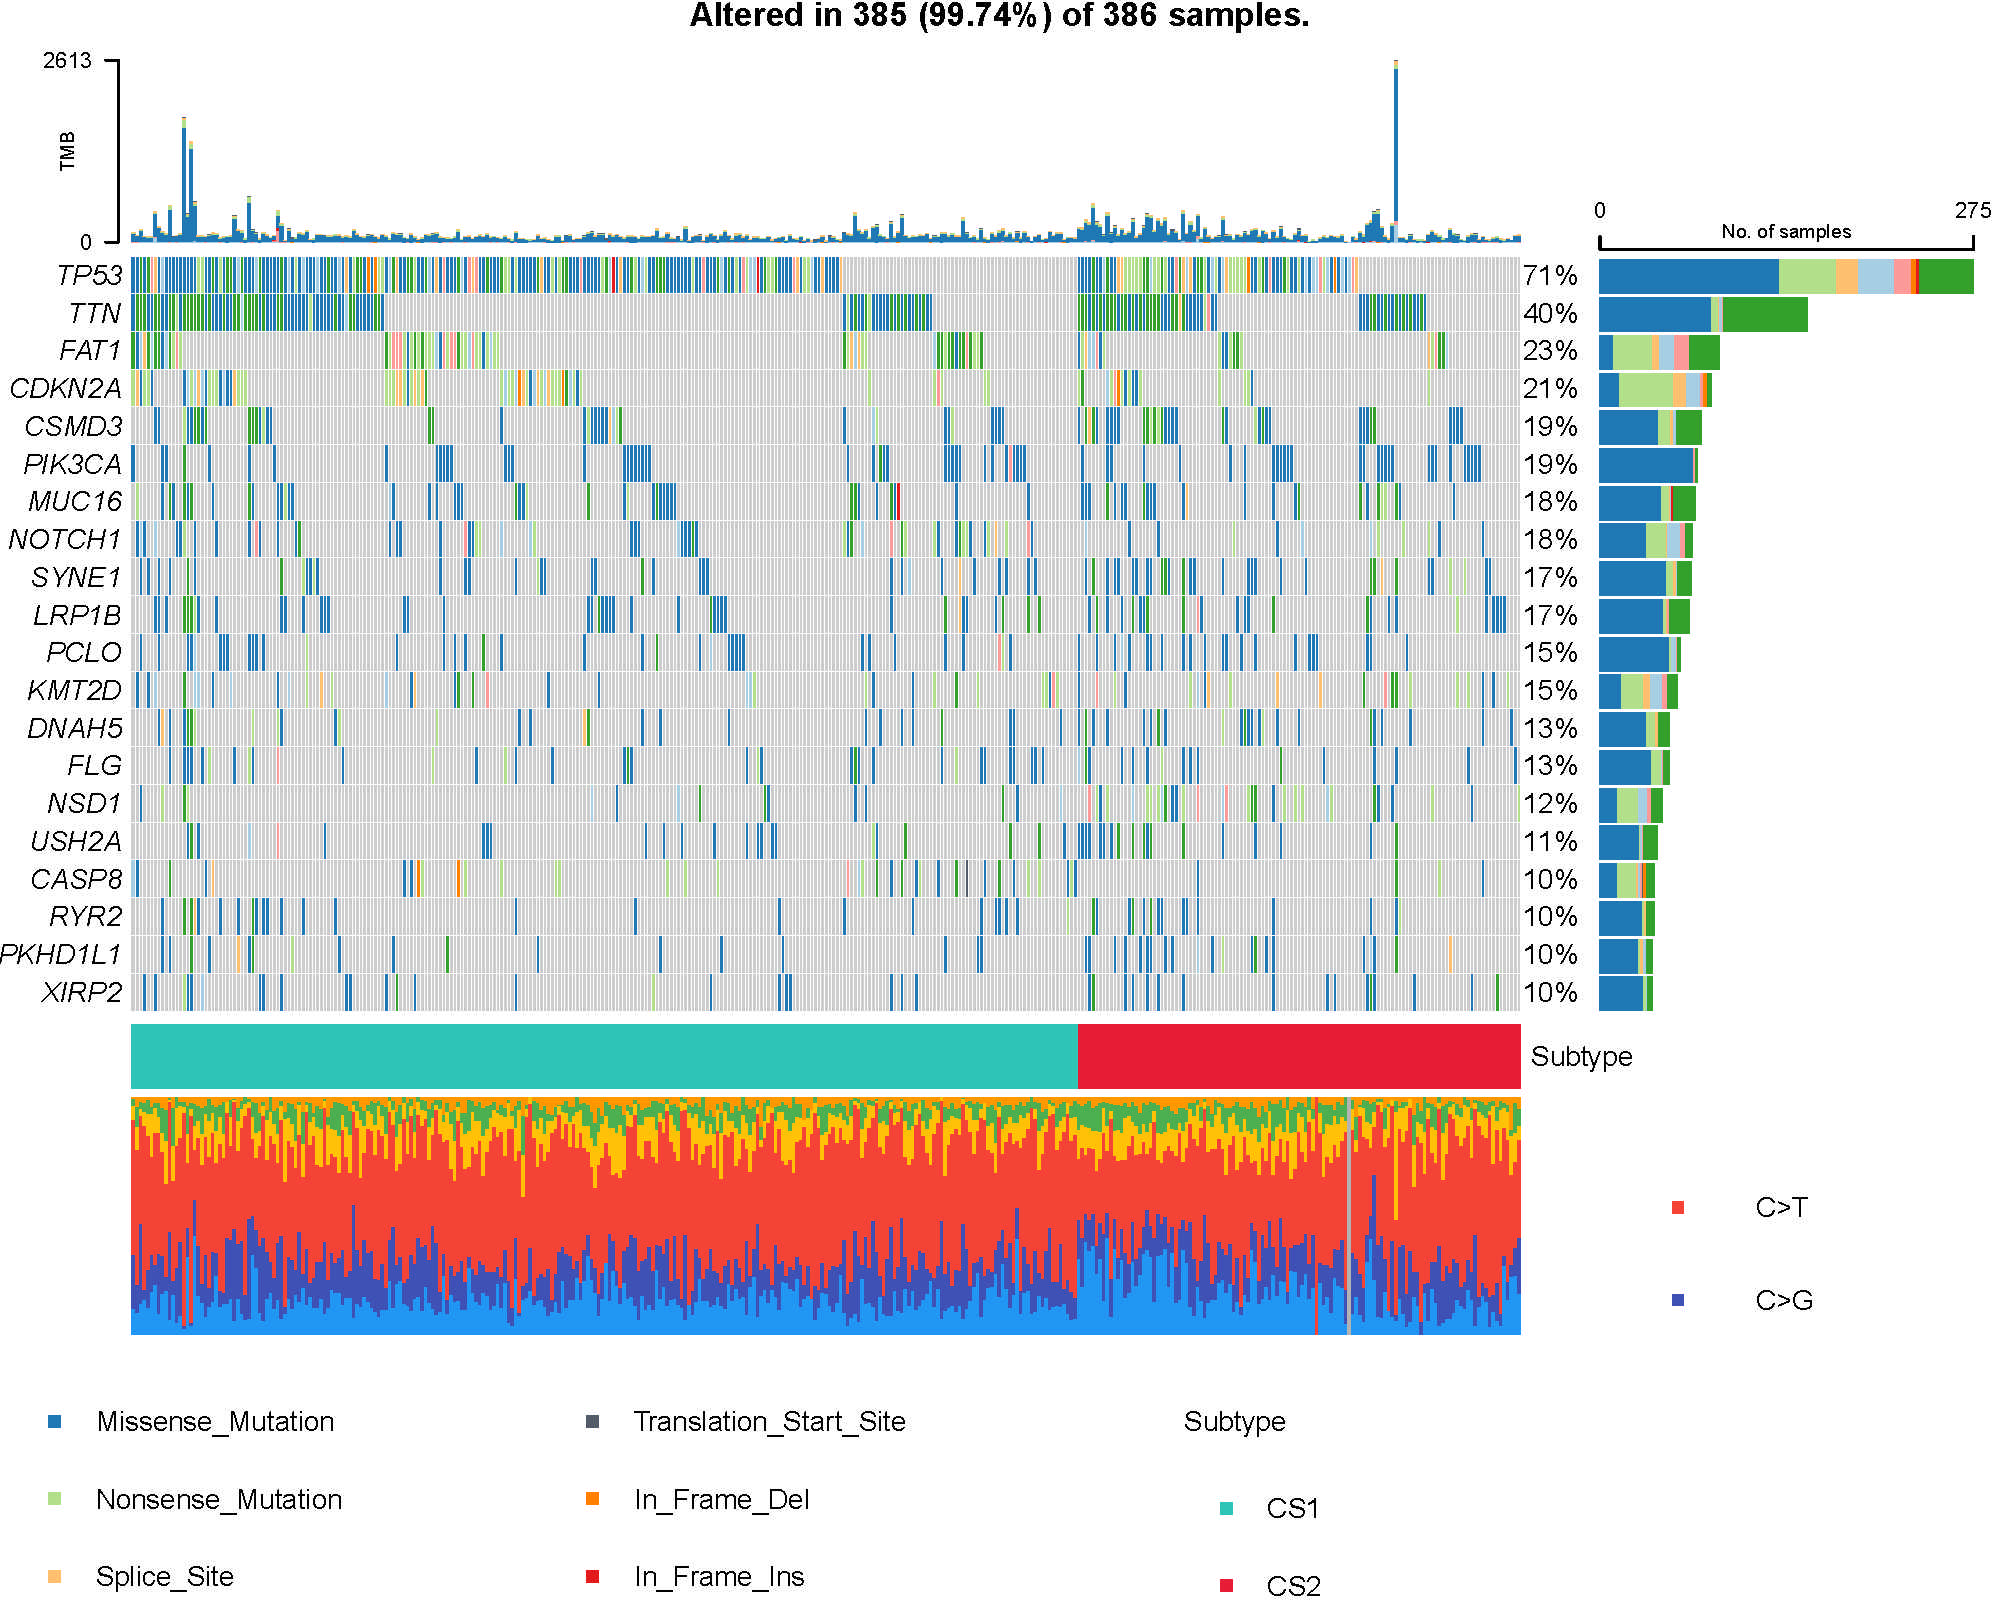 Altered in 385 (99.74%) of 386 samples.
2613
TMB
0
0 275
No. of samples
TP53 71%
TTN 40%
FAT1 23%
CDKN2A 21%
CSMD3 19%
PIK3CA 19%
MUC16 18%
NOTCH1 18%
SYNE1 17%
LRP1B 17%
PCLO 15%
KMT2D 15%
DNAH5 13%
FLG 13%
NSD1 12%
USH2A 11%
CASP8 10%
RYR2 10%
PKHD1L1 10%
XIRP2 10%
Subtype
C>T
C>G
Missense_Mutation Translation_Start_Site Subtype
Nonsense_Mutation In_Frame_Del CS1
Splice_Site In_Frame_Ins CS2